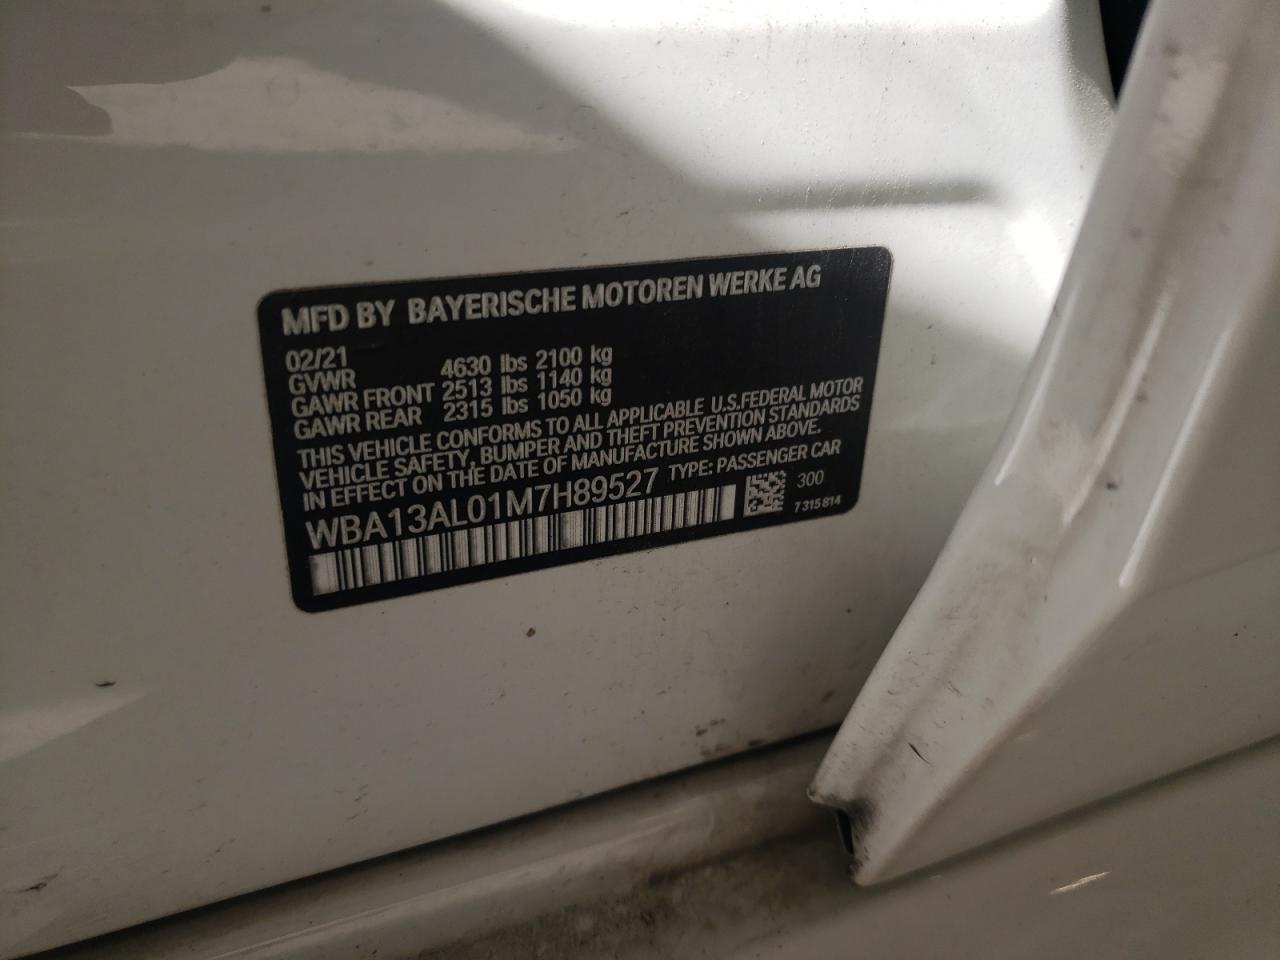 MFD BY BAYERISCHE MOTOREN WERKE AG
02/21
GVWR 4630 lbs 2100 kg
GAWR FRONT 2513 lbs 1140 kg
GAWR REAR 2315 lbs 1050 kg
THIS VEHICLE CONFORMS TO ALL APPLICABLE U.S.FEDERAL MOTOR
VEHICLE SAFETY, BUMPER AND THEFT PREVENTION STANDARDS
IN EFFECT ON THE DATE OF MANUFACTURE SHOWN ABOVE.
WBA13AL01M7H89527 TYPE: PASSENGER CAR
300
7315814